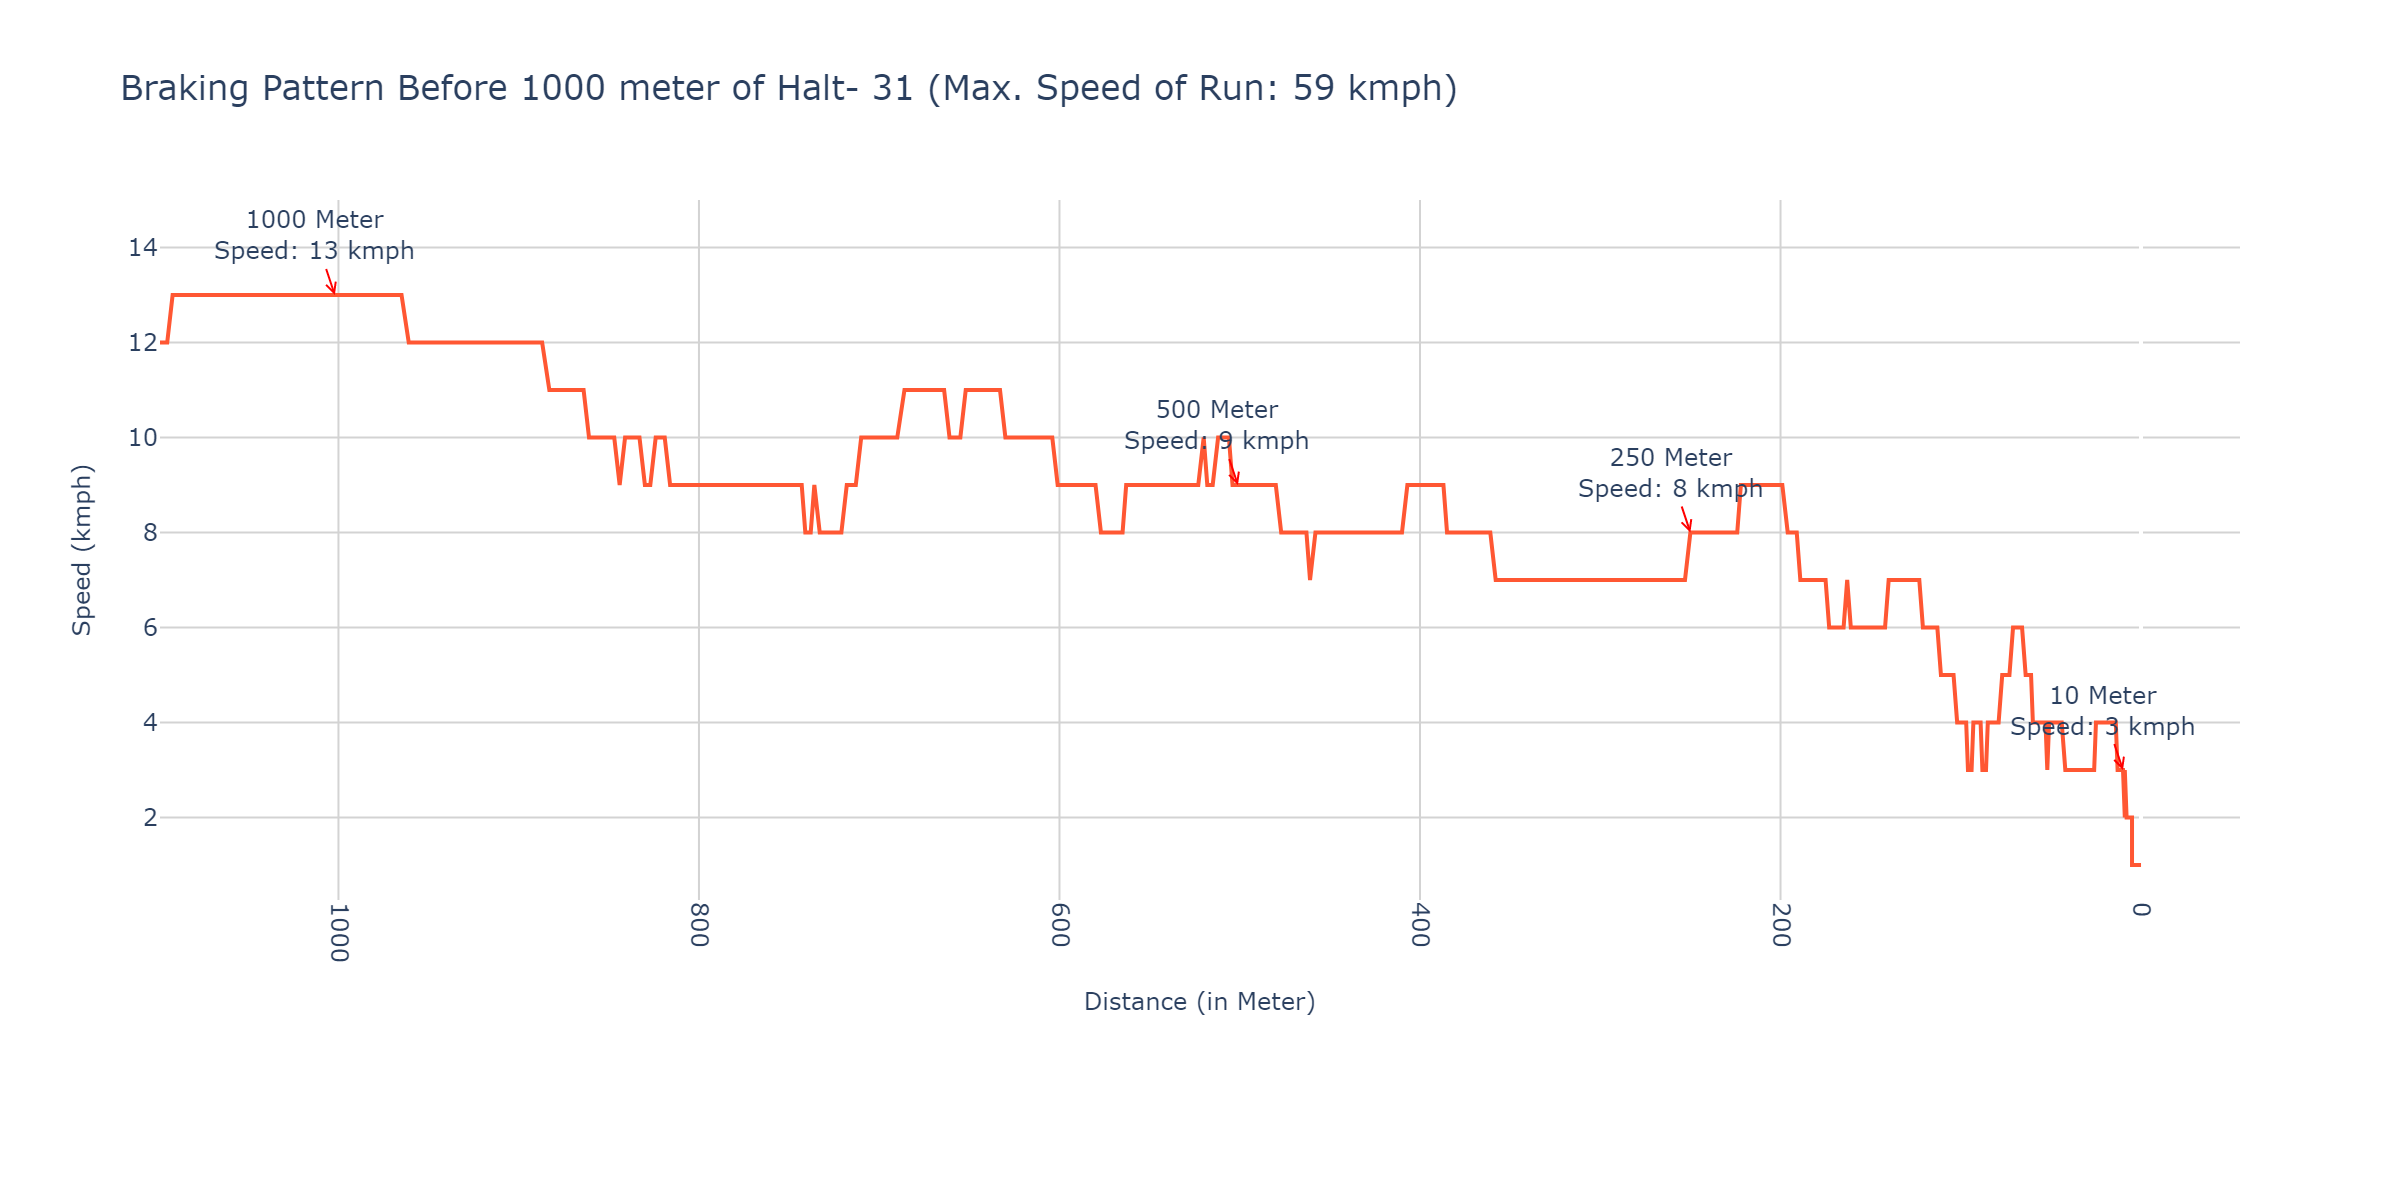 Braking Pattern Before 1000 meter of Halt- 31 (Max. Speed of Run: 59 kmph)
1000 Meter
Speed: 13 kmph
500 Meter
Speed: 9 kmph
250 Meter
Speed: 8 kmph
10 Meter
Speed: 3 kmph
14
12
10
8
6
4
2
Speed (kmph)
1000
800
600
400
200
0
Distance (in Meter)